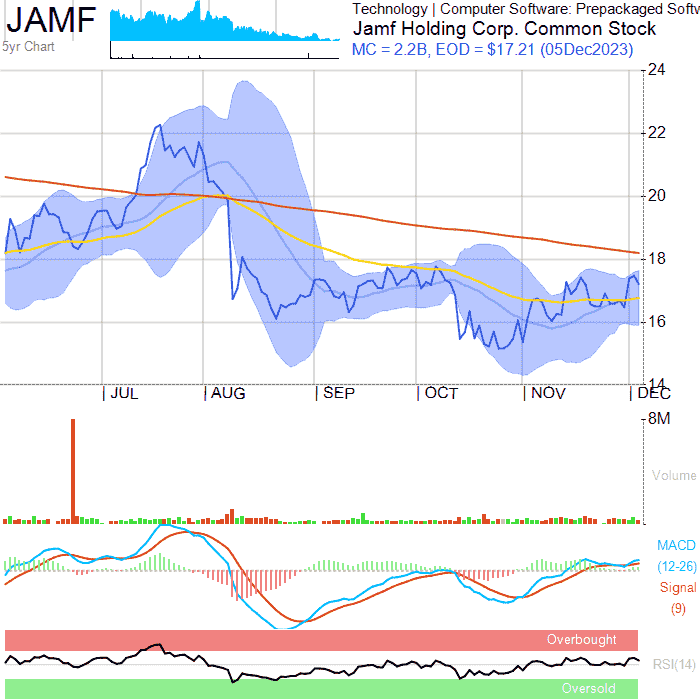 JAMF
5yr Chart
Technology | Computer Software: Prepackaged Softw
Jamf Holding Corp. Common Stock
MC = 2.2B, EOD = $17.21 (05Dec2023)
24
22
20
18
16
14
JUL AUG SEP OCT NOV DEC
8M
Volume
MACD
(12-26)
Signal
(9)
Overbought
RSI(14)
Oversold